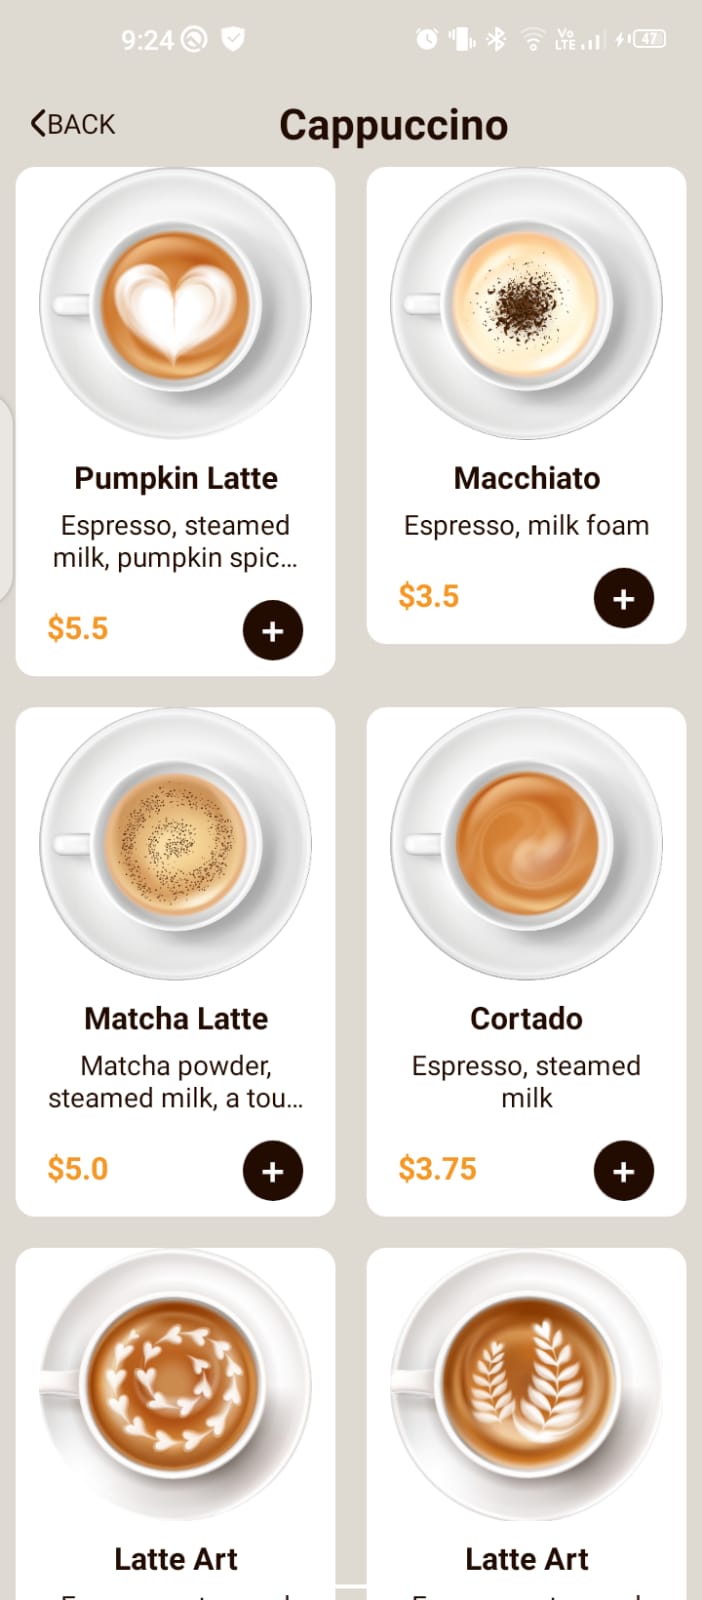 9:24
Vo
LTE
47
BACK
Cappuccino
Pumpkin Latte
Espresso, steamed
milk, pumpkin spic...
$5.5
+
Macchiato
Espresso, milk foam
$3.5
+
Matcha Latte
Matcha powder,
steamed milk, a tou...
$5.0
+
Cortado
Espresso, steamed
milk
$3.75
+
Latte Art
Latte Art